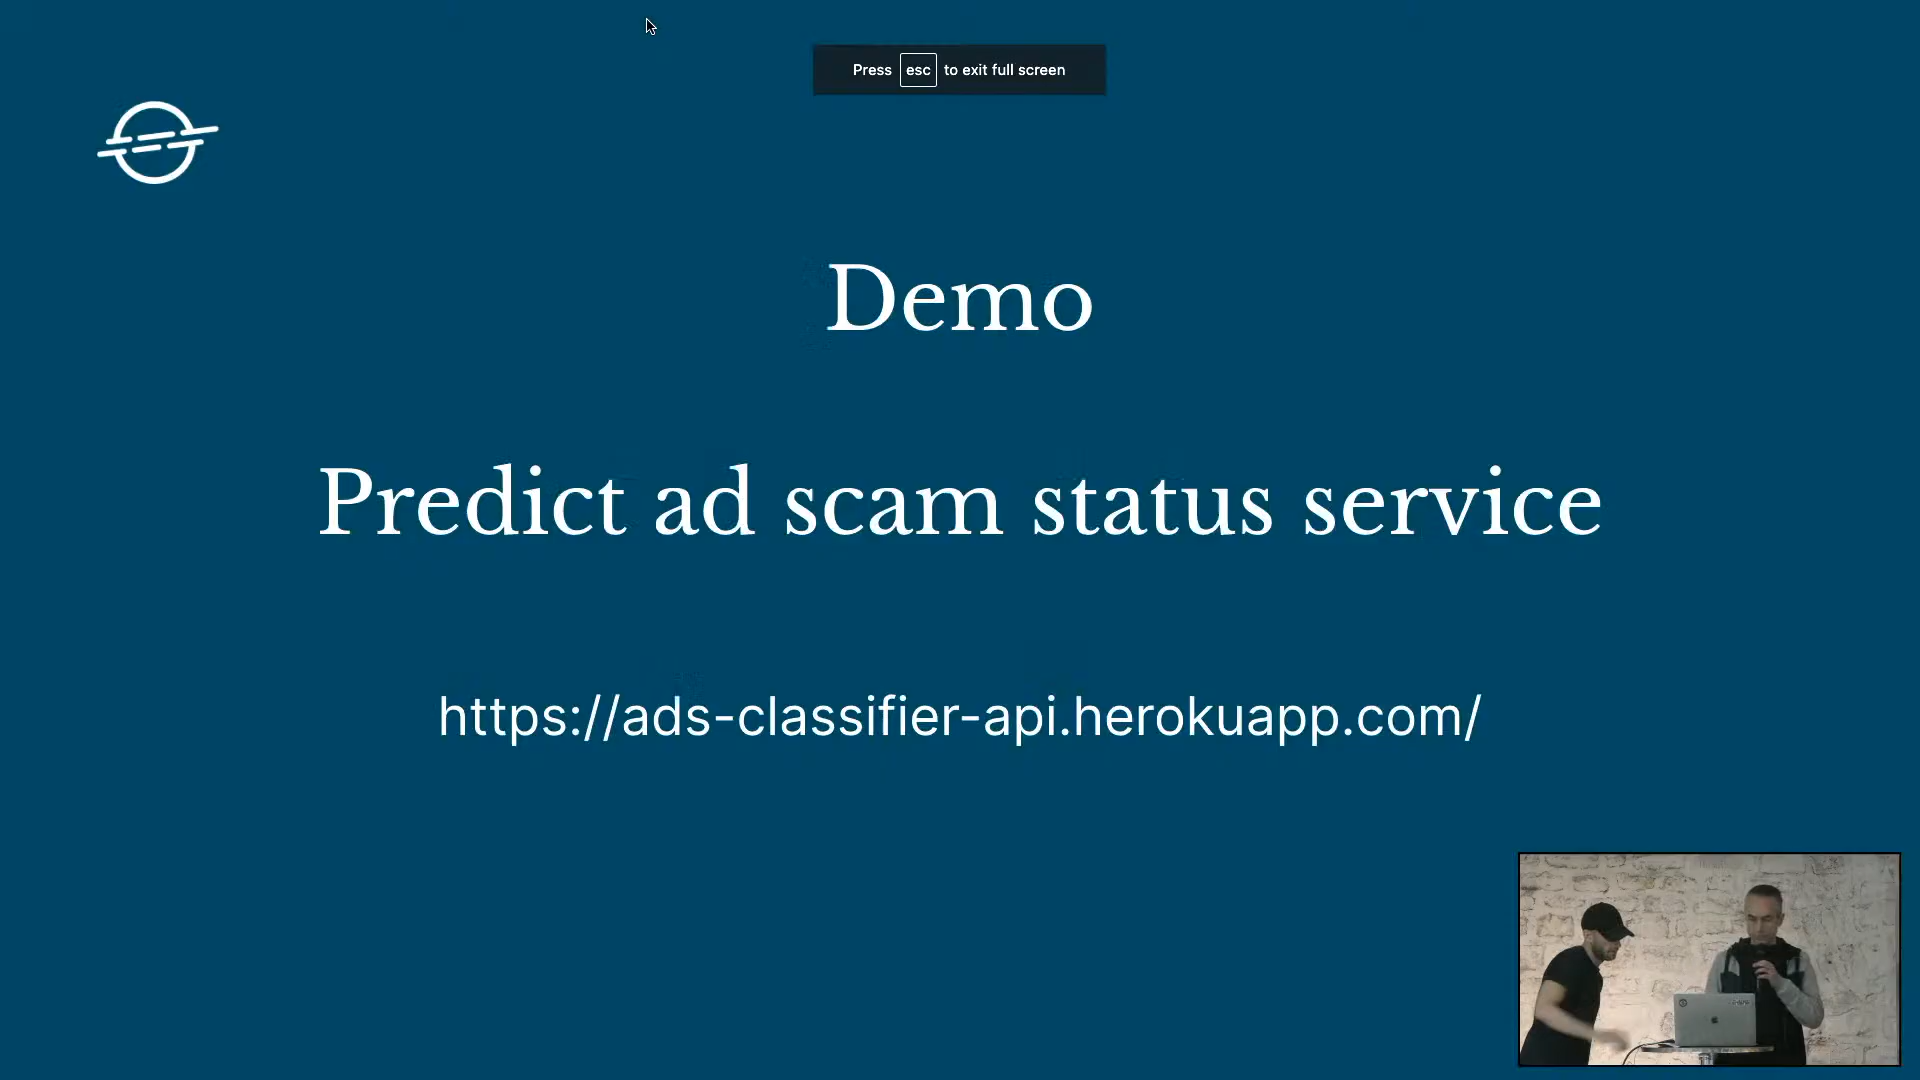 Press esc to exit full screen
Demo
Predict ad scam status service
https://ads-classifier-api.herokuapp.com/